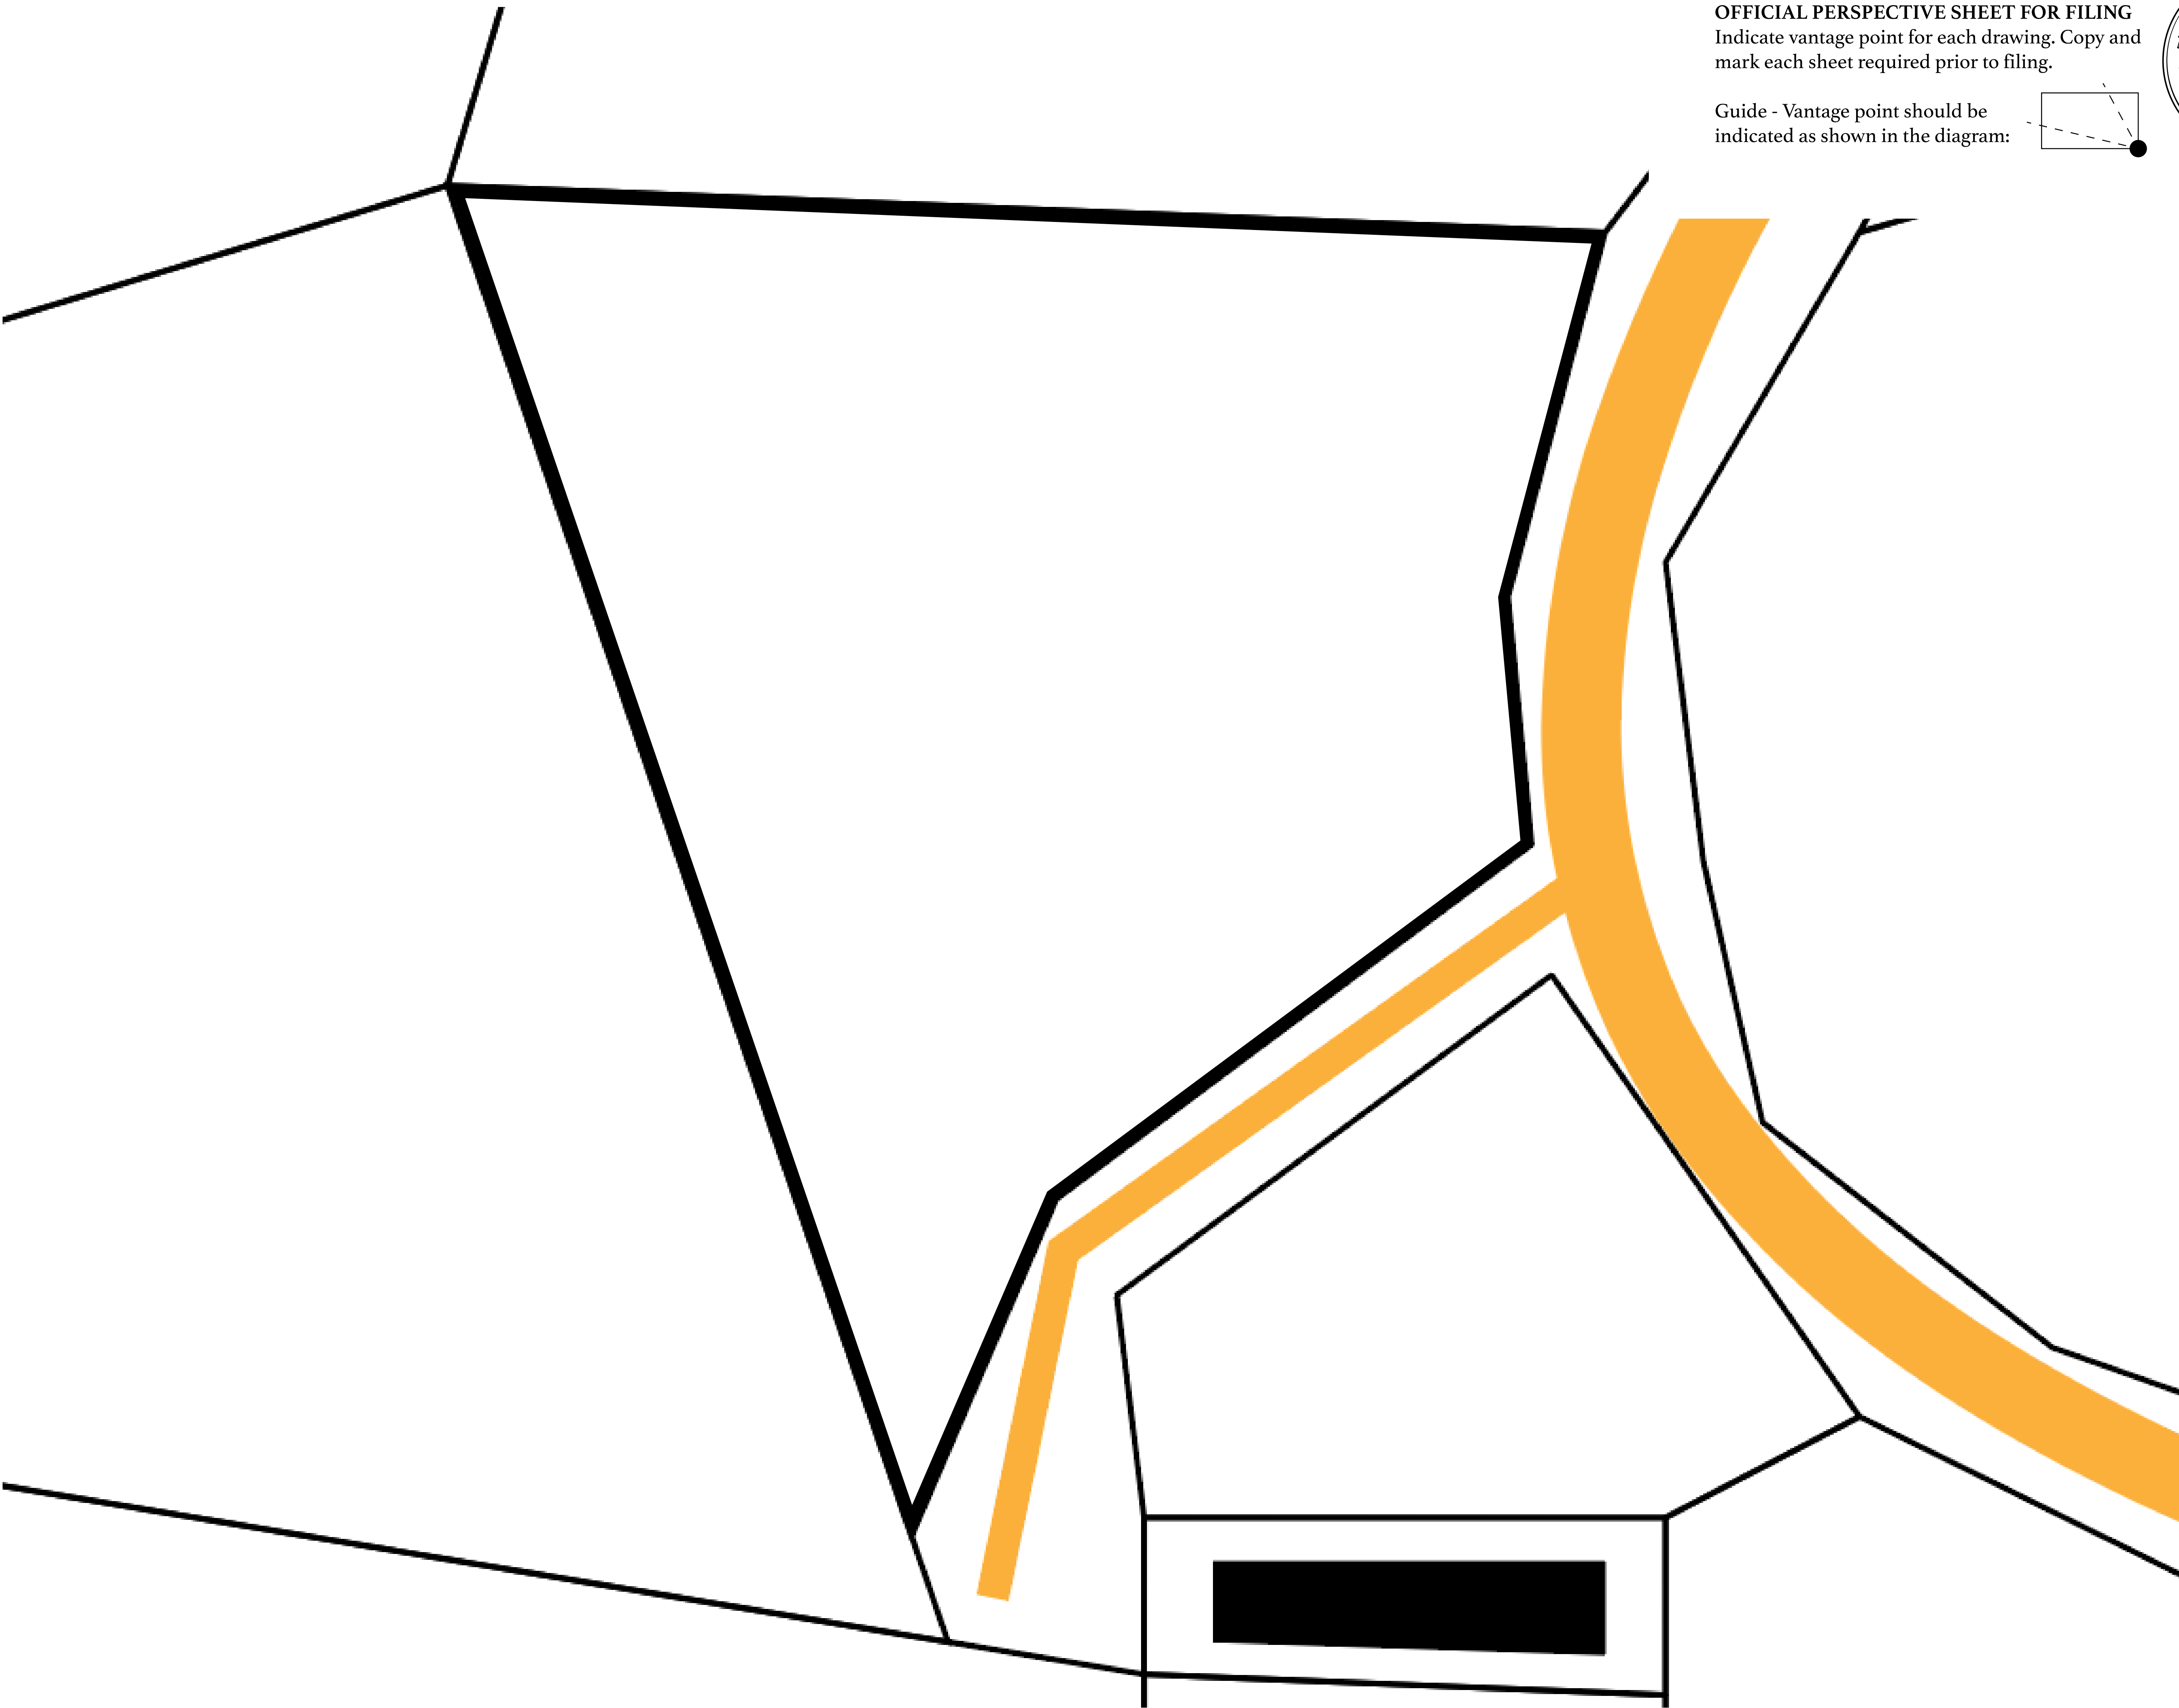 OFFICIAL PERSPECTIVE SHEET FOR FILING
Indicate vantage point for each drawing. Copy and
mark each sheet required prior to filing.
Guide - Vantage point should be
indicated as shown in the diagram: